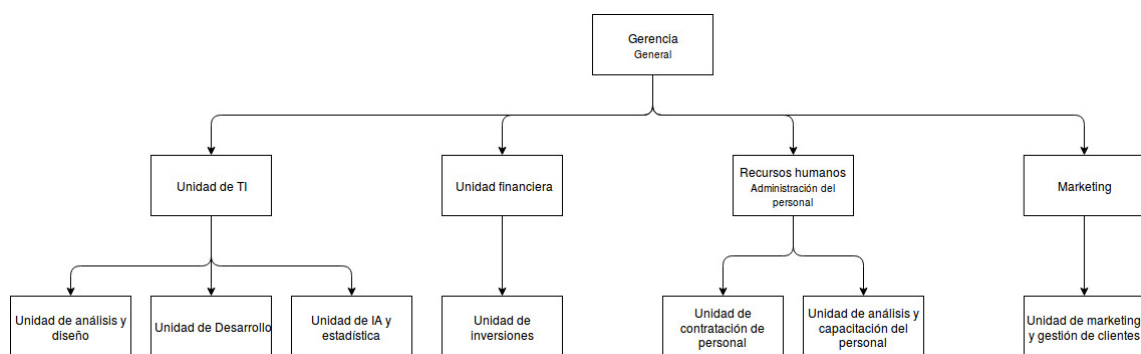 Gerencia
General
Unidad de TI
Unidad financiera
Recursos humanos
Administración del
personal
Marketing
Unidad de análisis y
diseño
Unidad de Desarrollo
Unidad de IA y
estadística
Unidad de
inversiones
Unidad de
contratación de
personal
Unidad de análisis y
capacitación del
personal
Unidad de marketing
y gestión de clientes